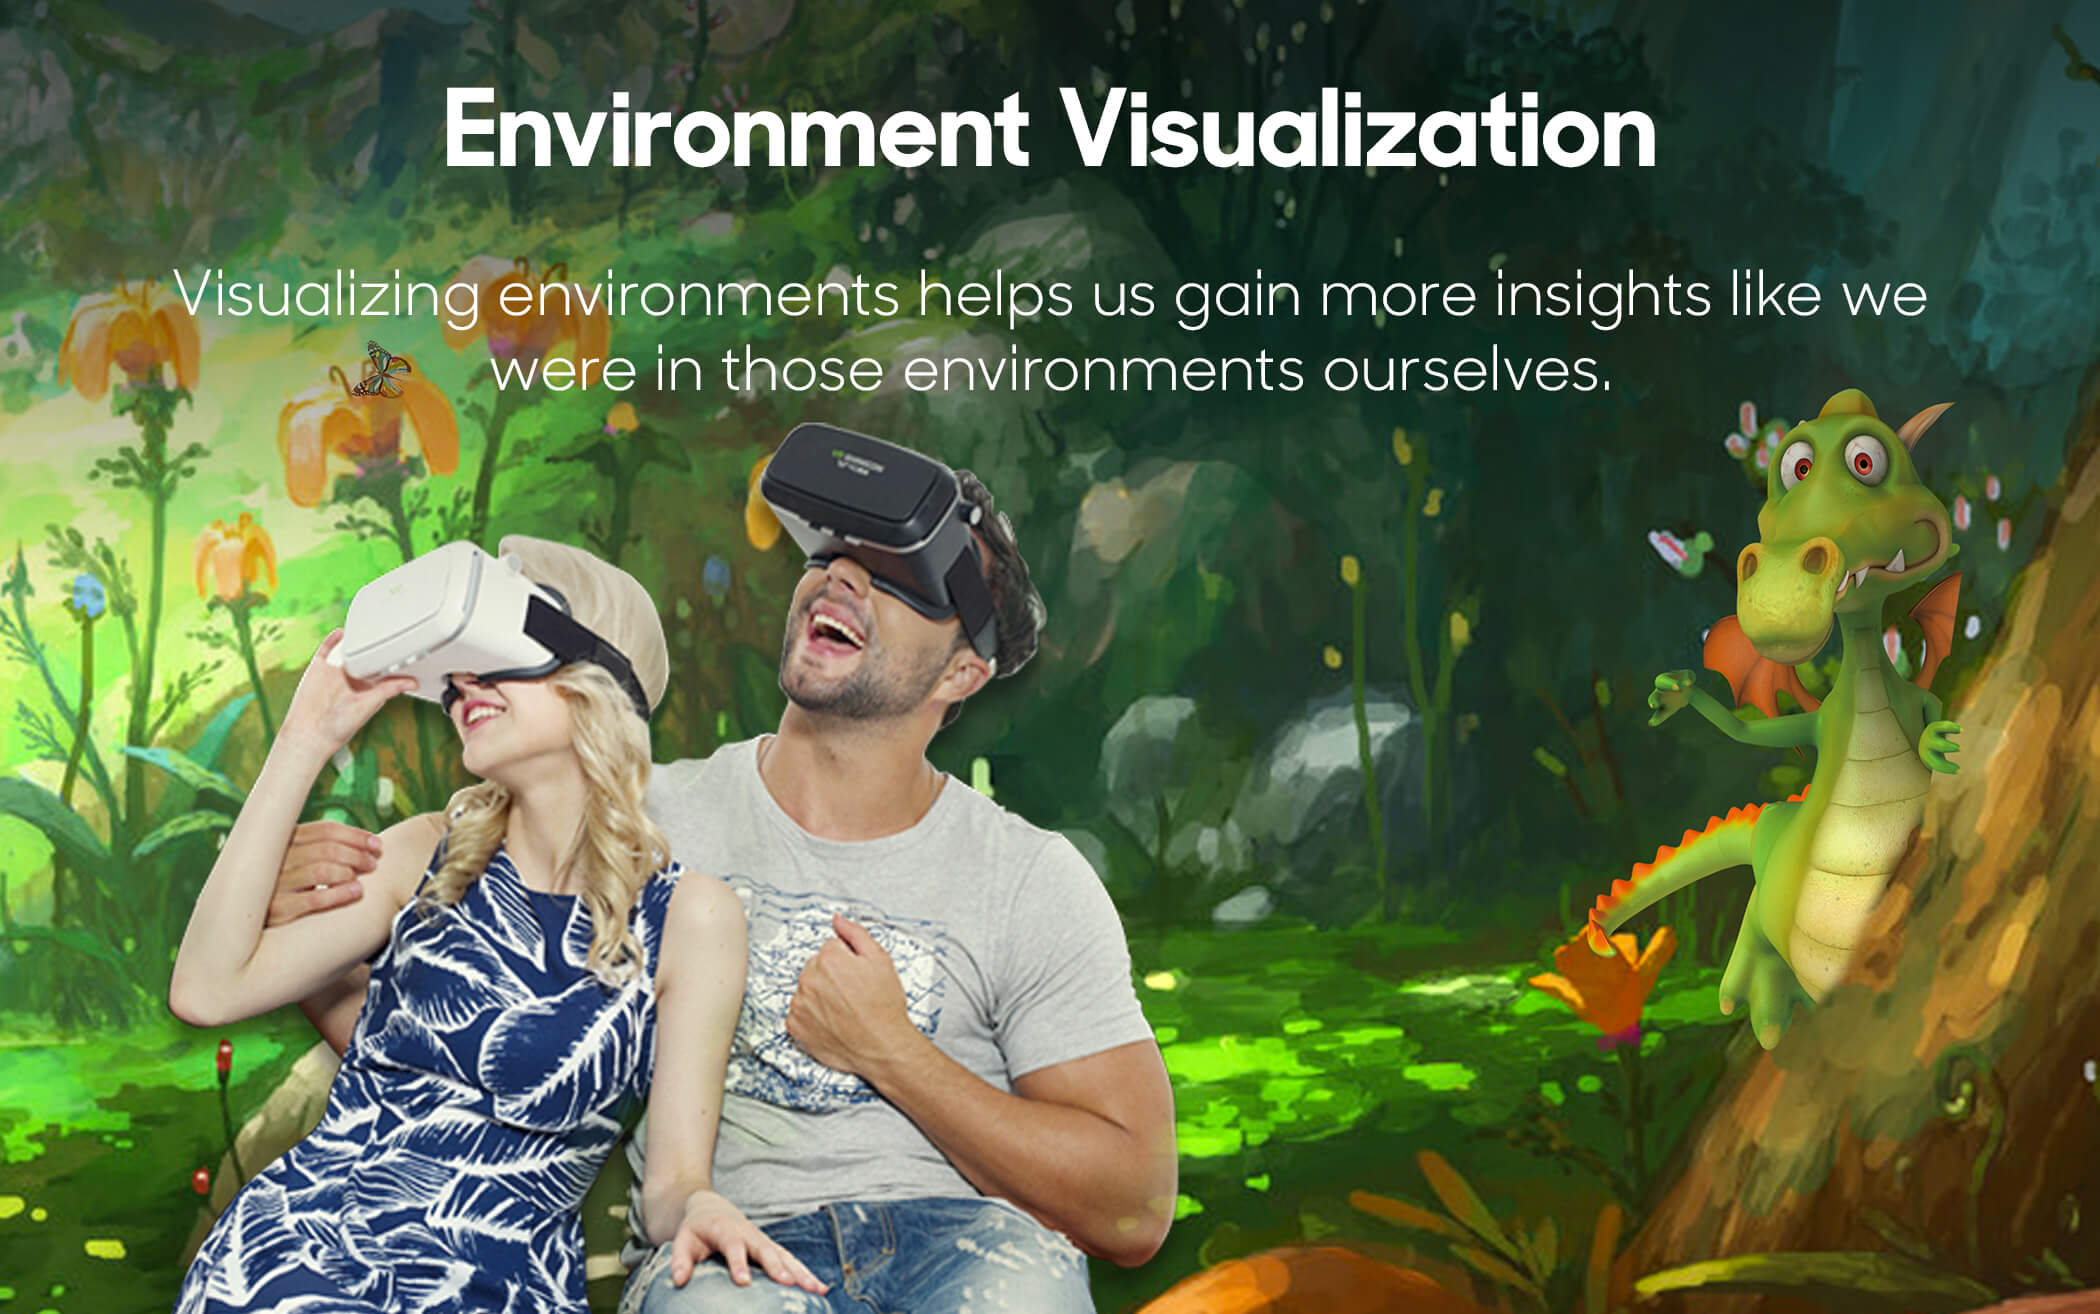 Environment Visualization
Visualizing environments helps us gain more insights like we
were in those environments ourselves.